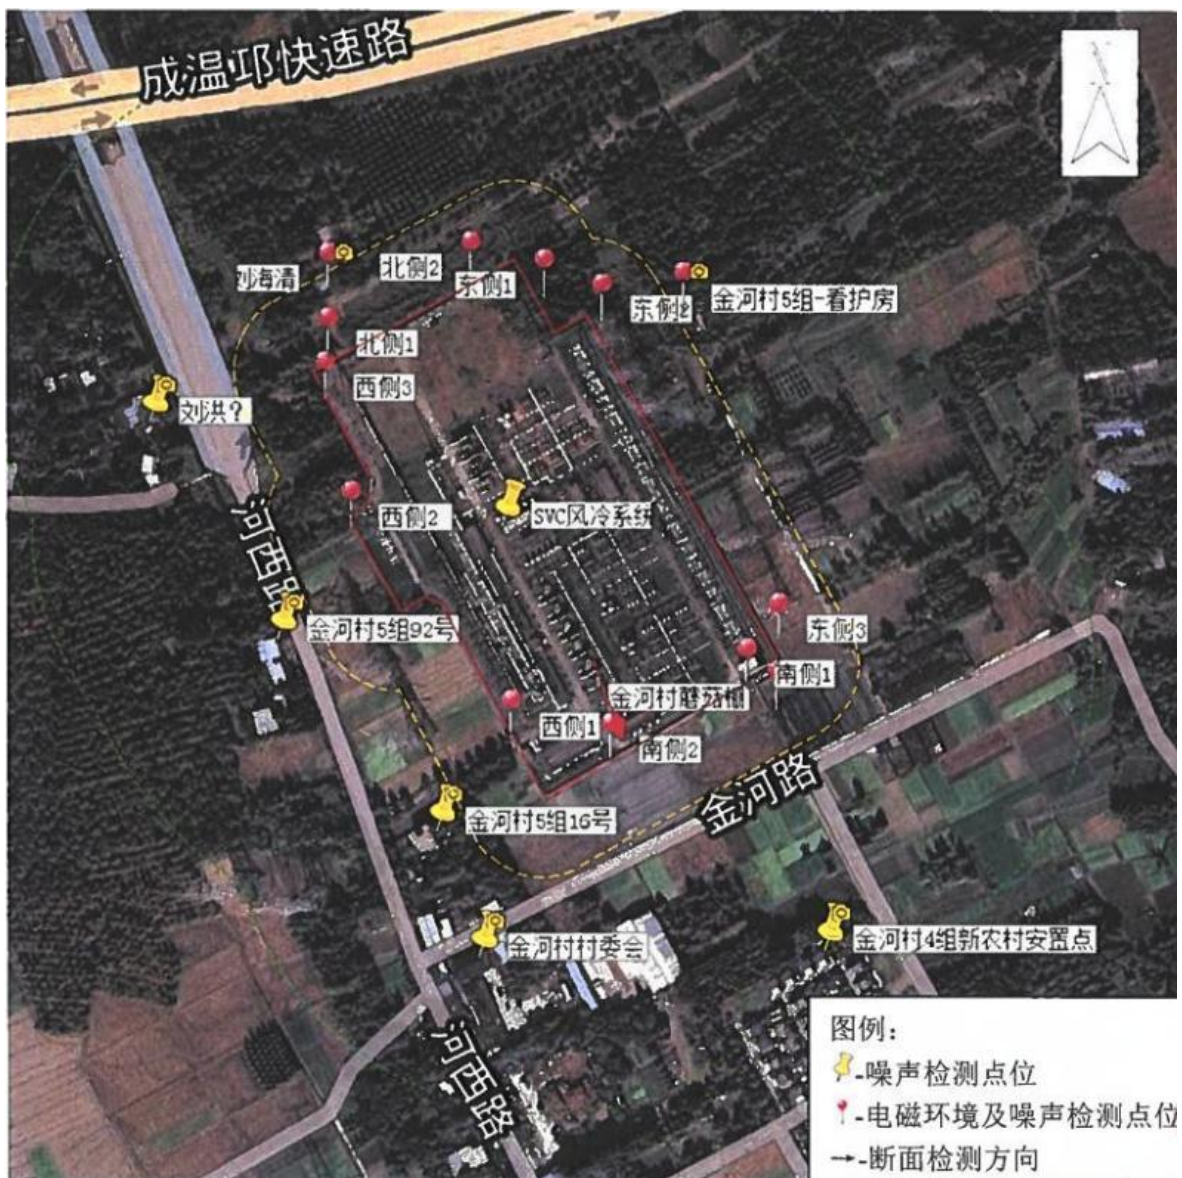 成温邛快速路
刘海清
北侧2
东侧1
东侧2
金河村5组-看护房
北侧1
西侧3
刘洪?
西侧2
SVC风冷系统
河西路
金河村5组92号
东侧3
南侧1
金河村蘑菇棚
西侧1
南侧2
金河路
金河村5组16号
金河村村委会
金河村4组新农村安置点
河西路
图例:
-噪声检测点位
-电磁环境及噪声检测点位
-断面检测方向